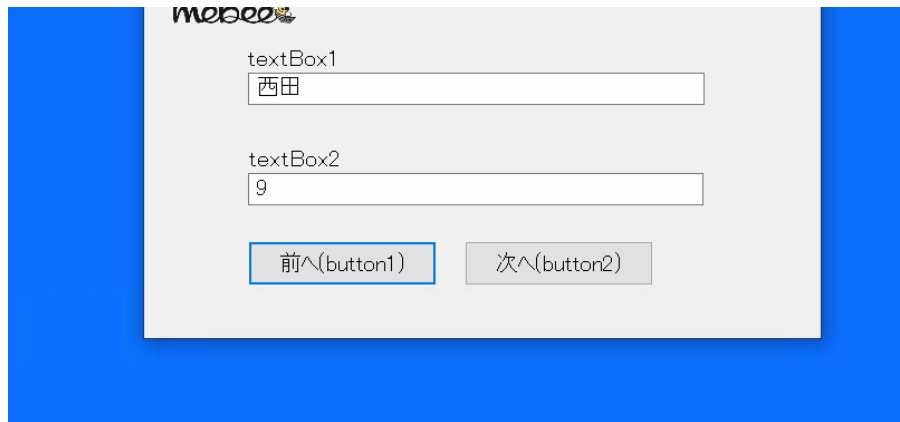 mebee
textBox1
西田
textBox2
9
前へ(button1)
次へ(button2)